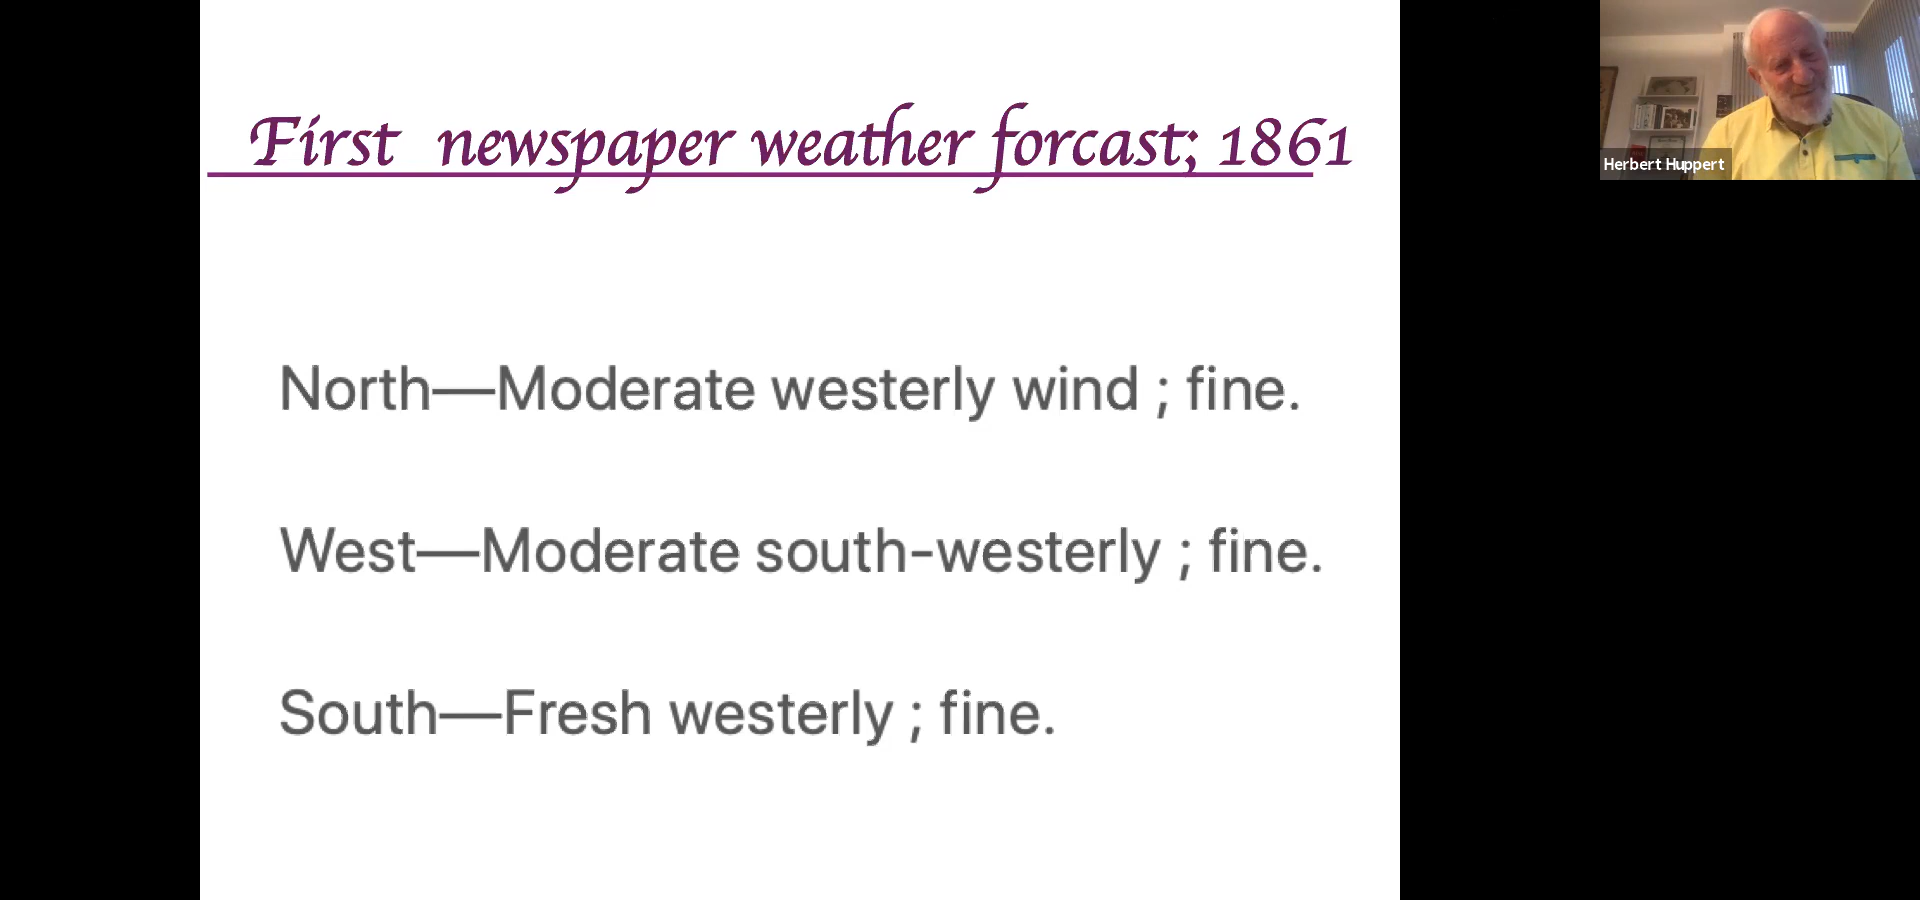 First newspaper weather forcast; 1861
Herbert Huppert
North—Moderate westerly wind ; fine.
West—Moderate south-westerly ; fine.
South—Fresh westerly ; fine.